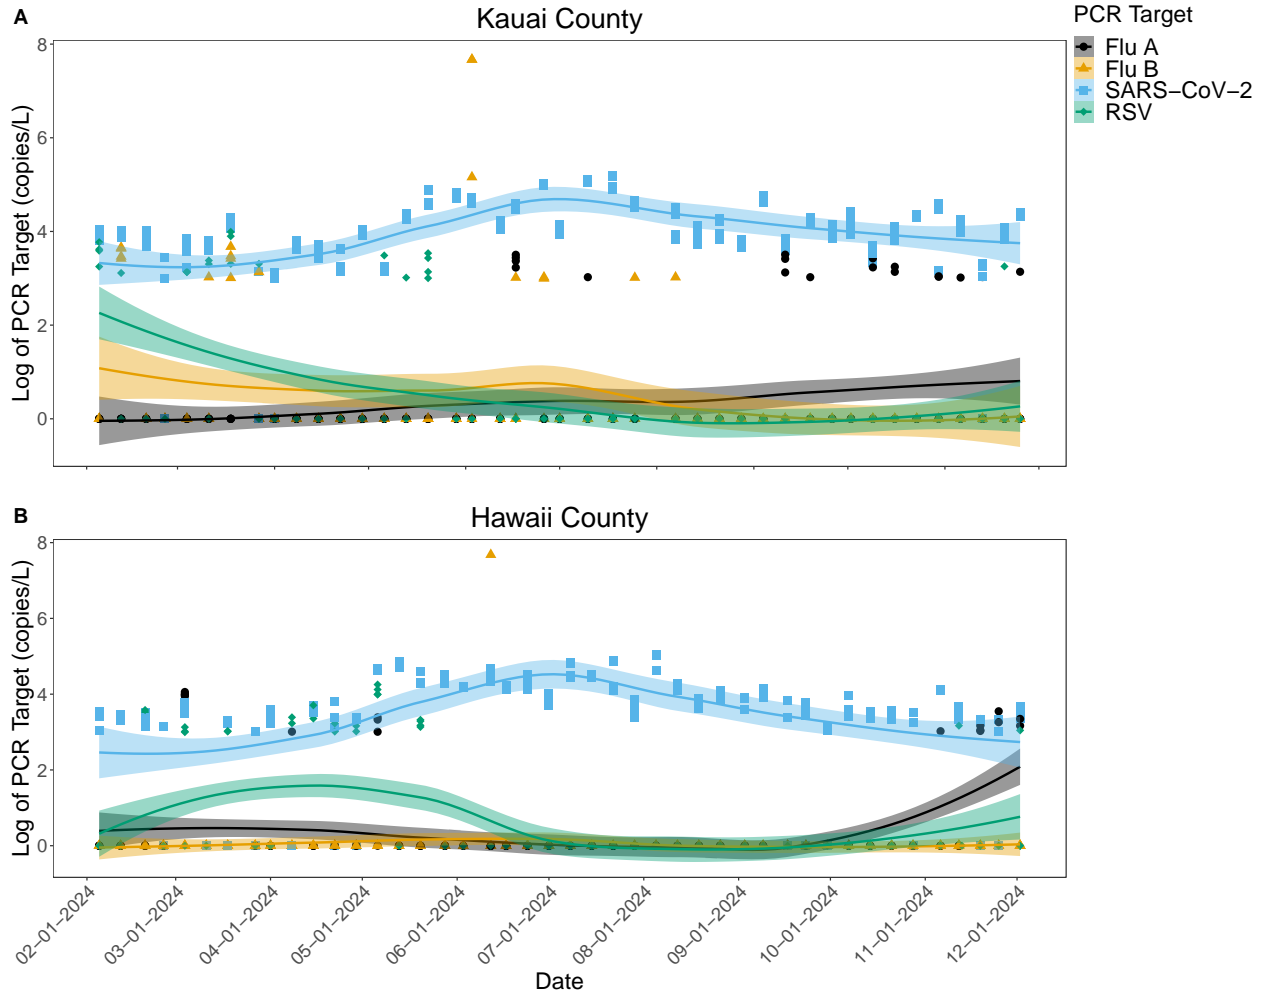 A
Kauai County
PCR Target
Flu A
Flu B
SARS−CoV−2
RSV
Log of PCR Target (copies/L)
8
6
4
2
0
B
Hawaii County
Log of PCR Target (copies/L)
8
6
4
2
0
02−01−2024
03−01−2024
04−01−2024
05−01−2024
06−01−2024
07−01−2024
08−01−2024
09−01−2024
10−01−2024
11−01−2024
12−01−2024
Date